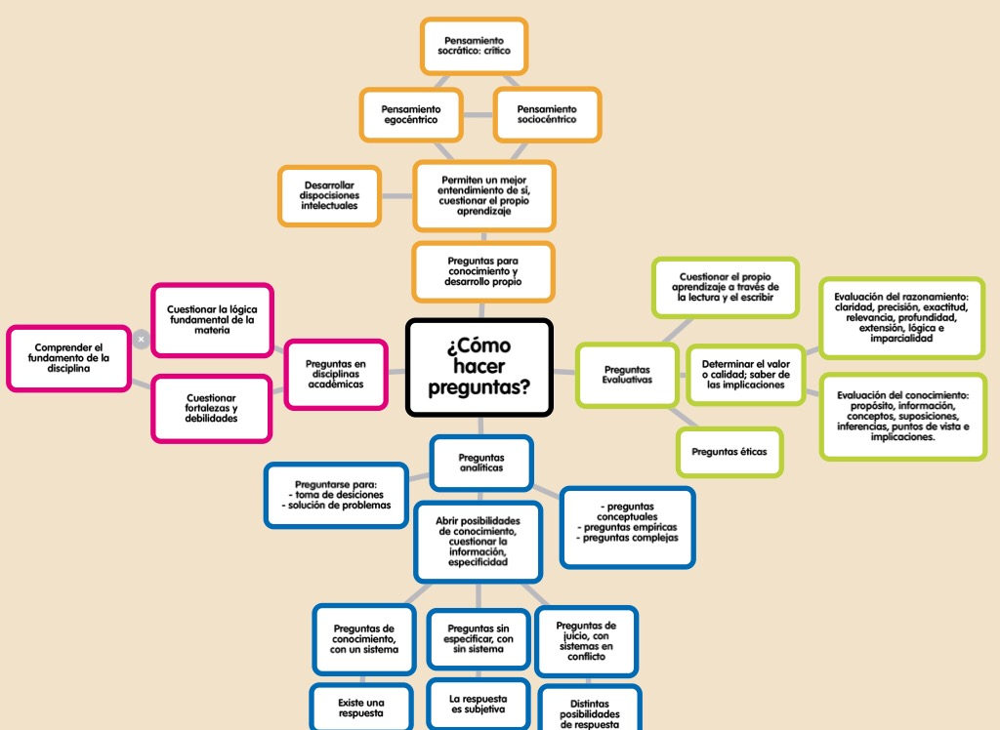 Pensamiento
socrático: crítico
Pensamiento
egocéntrico
Pensamiento
sociocéntrico
Desarrollar
dispocisiones
intelectuales
Permiten un mejor
entendimiento de sí,
cuestionar el propio
aprendizaje
Preguntas para
conocimiento y
desarrollo propio
¿Cómo
hacer
preguntas?
Preguntas en
disciplinas
académicas
Cuestionar la lógica
fundamental de la
materia
Cuestionar
fortalezas y
debilidades
Comprender el
fundamento de la
disciplina
Preguntas
Evaluativas
Cuestionar el propio
aprendizaje a través de
la lectura y el escribir
Determinar el valor
o calidad; saber de
las implicaciones
Preguntas éticas
Evaluación del razonamiento:
claridad, precisión, exactitud,
relevancia, profundidad,
extensión, lógica e
imparcialidad
Evaluación del conocimiento:
propósito, información,
conceptos, suposiciones,
inferencias, puntos de vista e
implicaciones.
Preguntas
analíticas
Preguntarse para:
- toma de desiciones
- solución de problemas
Abrir posibilidades
de conocimiento,
cuestionar la
información,
especificidad
- preguntas
conceptuales
- preguntas empíricas
- preguntas complejas
Preguntas de
conocimiento,
con un sistema
Preguntas sin
especificar, con
sin sistema
Preguntas de
juicio, con
sistemas en
conflicto
Existe una
respuesta
La respuesta
es subjetiva
Distintas
posibilidades
de respuesta